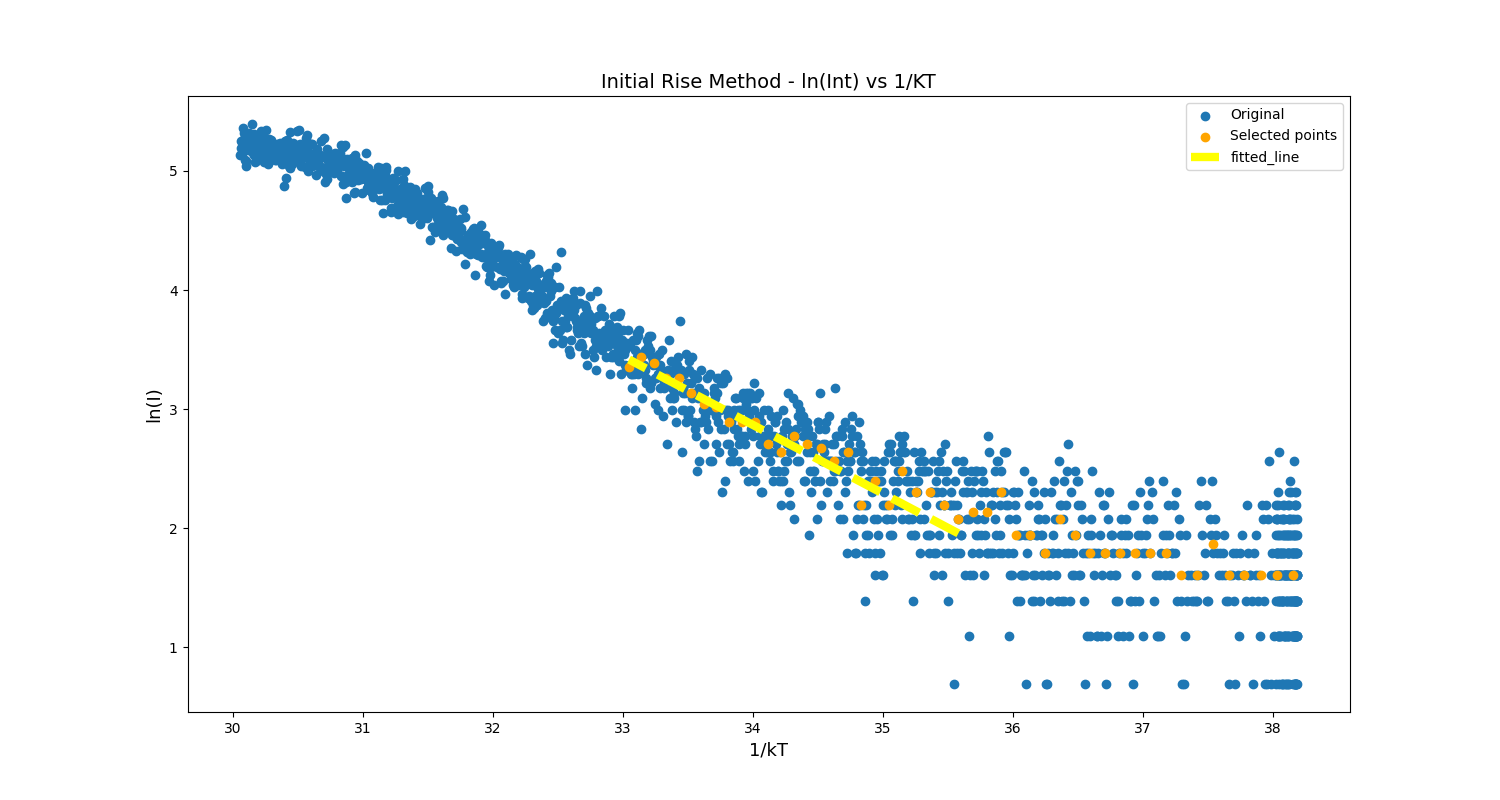 Initial Rise Method - ln(Int) vs 1/KT
Original
Selected points
fitted_line
ln(I)
5
4
3
2
1
30 31 32 33 34 35 36 37 38
1/kT